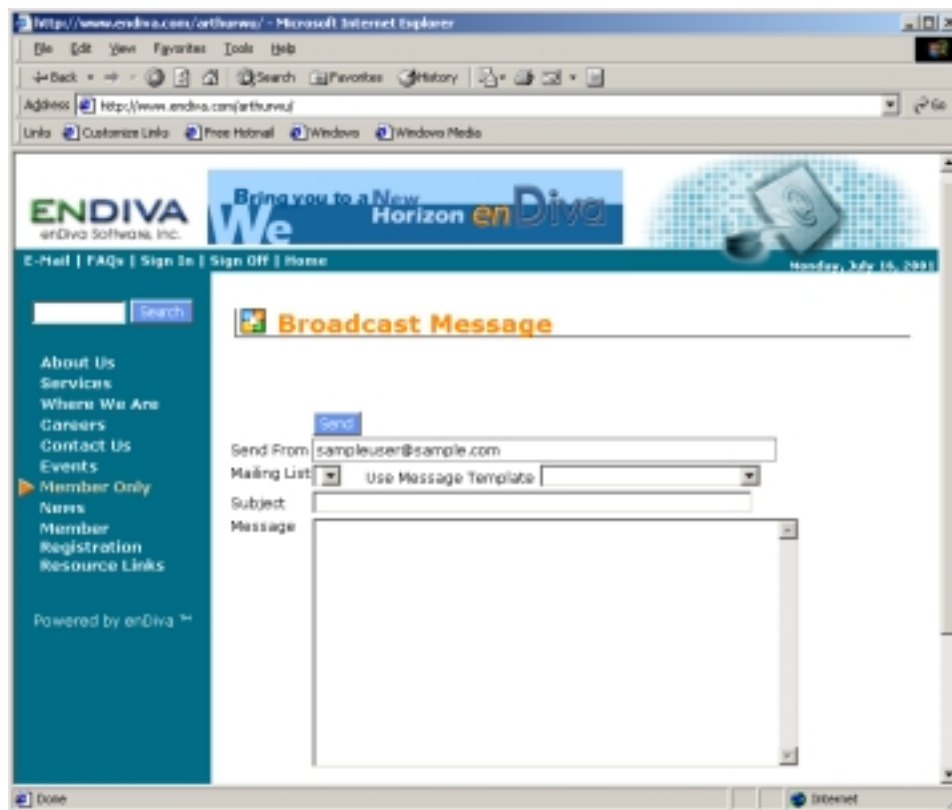 http://www.endiva.com/arthurwu/ - Microsoft Internet Explorer
File Edit View Favorites Tools Help
Back Search Favorites History
Address http://www.endiva.com/arthurwu/ Go
Links Customize Links Free Hotmail Windows Windows Media
ENDIVA
enDiva Software, Inc.
Bring you to a New
We Horizon enDiva
E-Mail | FAQs | Sign In | Sign Off | Home
Monday, July 16, 2001
Search
Broadcast Message
About Us
Services
Where We Are
Careers
Contact Us
Events
Member Only
News
Member
Registration
Resource Links
Powered by enDiva ™
Send
Send From sampleuser@sample.com
Mailing List Use Message Template
Subject
Message
Done Internet